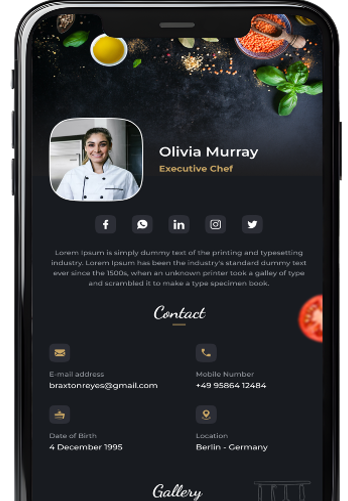 Olivia Murray
Executive Chef
Lorem Ipsum is simply dummy text of the printing and typesetting
industry. Lorem Ipsum has been the industry's standard dummy text
ever since the 1500s, when an unknown printer took a galley of type
and scrambled it to make a type specimen book.
Contact
E-mail address
braxtonreyes@gmail.com
Mobile Number
+49 95864 12484
Date of Birth
4 December 1995
Location
Berlin - Germany
Gallery